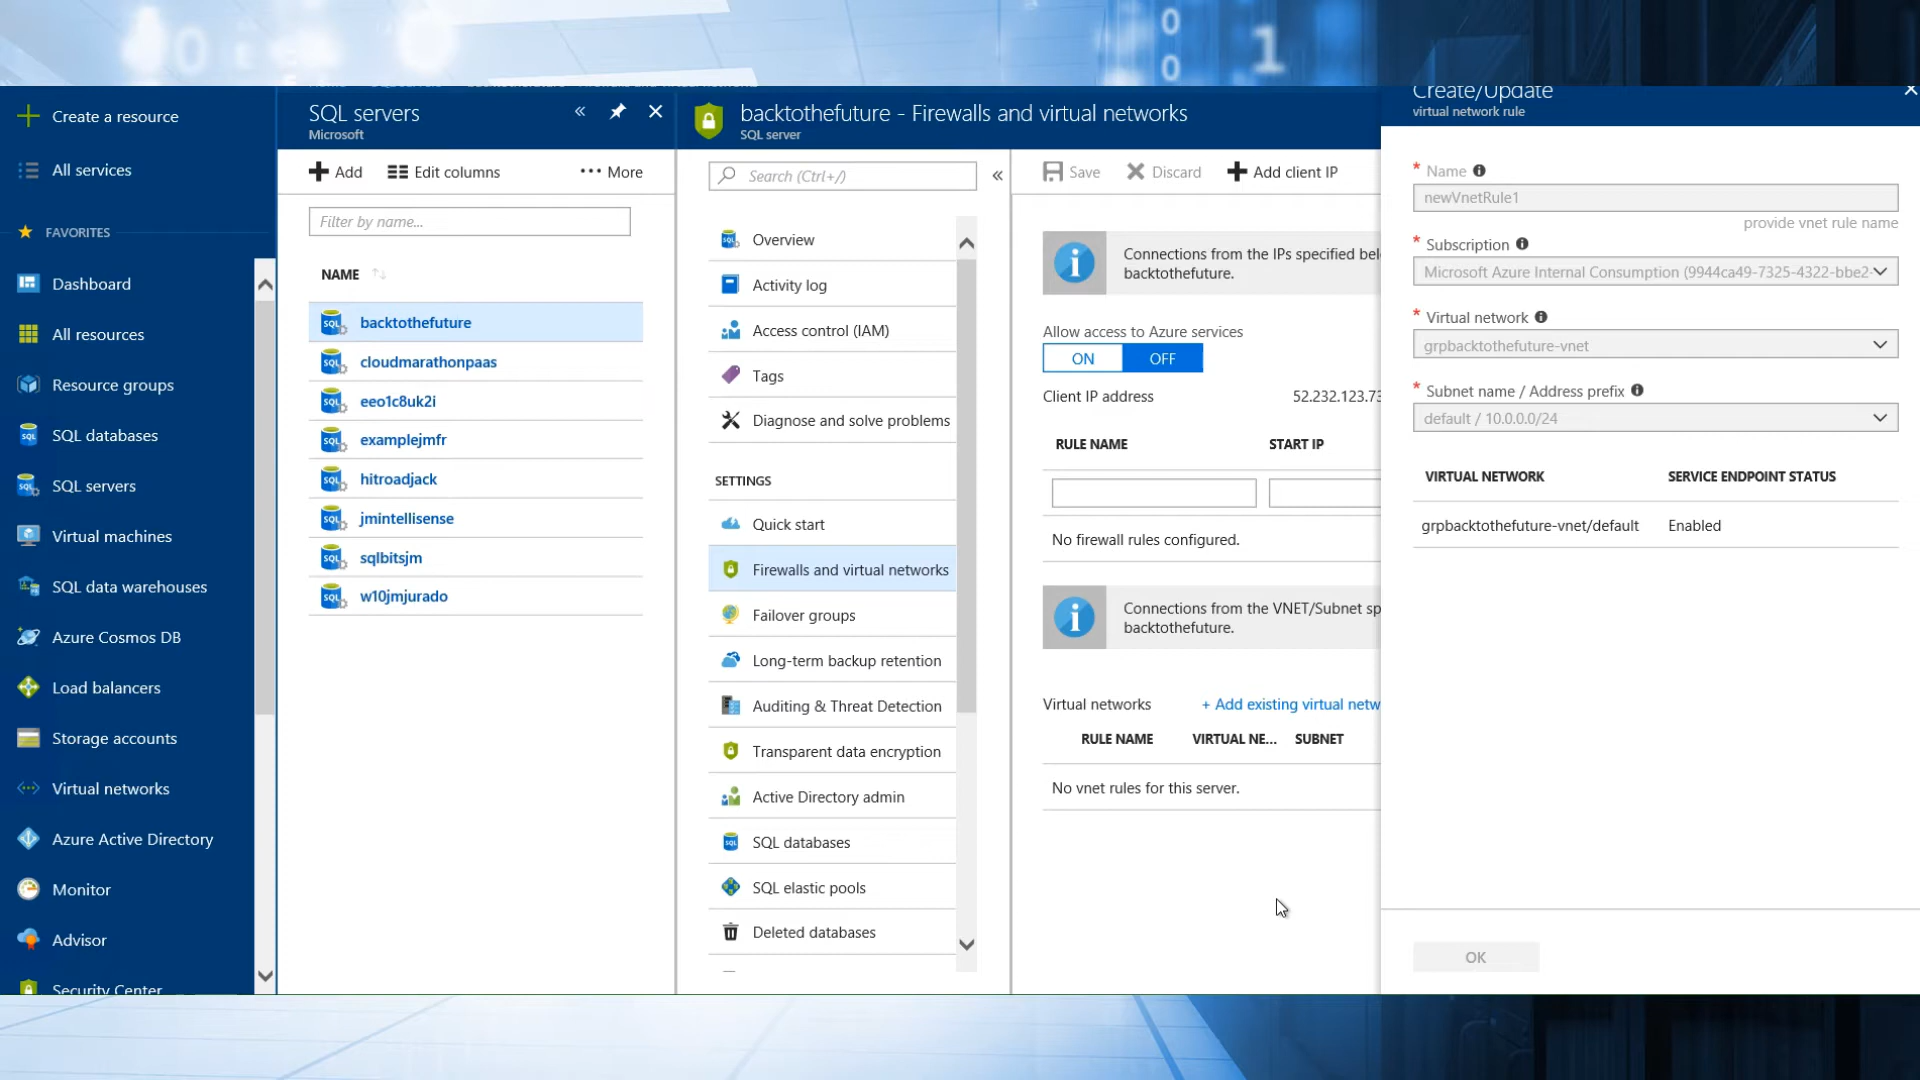 Create a resource
All services
FAVORITES
Dashboard
All resources
Resource groups
SQL databases
SQL servers
Virtual machines
SQL data warehouses
Azure Cosmos DB
Load balancers
Storage accounts
Virtual networks
Azure Active Directory
Monitor
Advisor
Security Center
SQL servers
Microsoft
Add
Edit columns
More
Filter by name...
NAME
backtothefuture
cloudmarathonpaas
eeo1c8uk2i
examplejmfr
hitroadjack
jmintellisense
sqlbitsjm
w10jmjurado
backtothefuture - Firewalls and virtual networks
SQL server
Search (Ctrl+/)
Overview
Activity log
Access control (IAM)
Tags
Diagnose and solve problems
SETTINGS
Quick start
Firewalls and virtual networks
Failover groups
Long-term backup retention
Auditing & Threat Detection
Transparent data encryption
Active Directory admin
SQL databases
SQL elastic pools
Deleted databases
Save
Discard
Add client IP
Connections from the IPs specified bel
backtothefuture.
Allow access to Azure services
ON OFF
Client IP address 52.232.123.73
RULE NAME START IP
No firewall rules configured.
Connections from the VNET/Subnet sp
backtothefuture.
Virtual networks + Add existing virtual netw
RULE NAME VIRTUAL NE... SUBNET
No vnet rules for this server.
Create/Update
virtual network rule
* Name
newVnetRule1
provide vnet rule name
* Subscription
Microsoft Azure Internal Consumption (9944ca49-7325-4322-bbe2-
* Virtual network
grpbacktothefuture-vnet
* Subnet name / Address prefix
default / 10.0.0.0/24
VIRTUAL NETWORK SERVICE ENDPOINT STATUS
grpbacktothefuture-vnet/default Enabled
OK